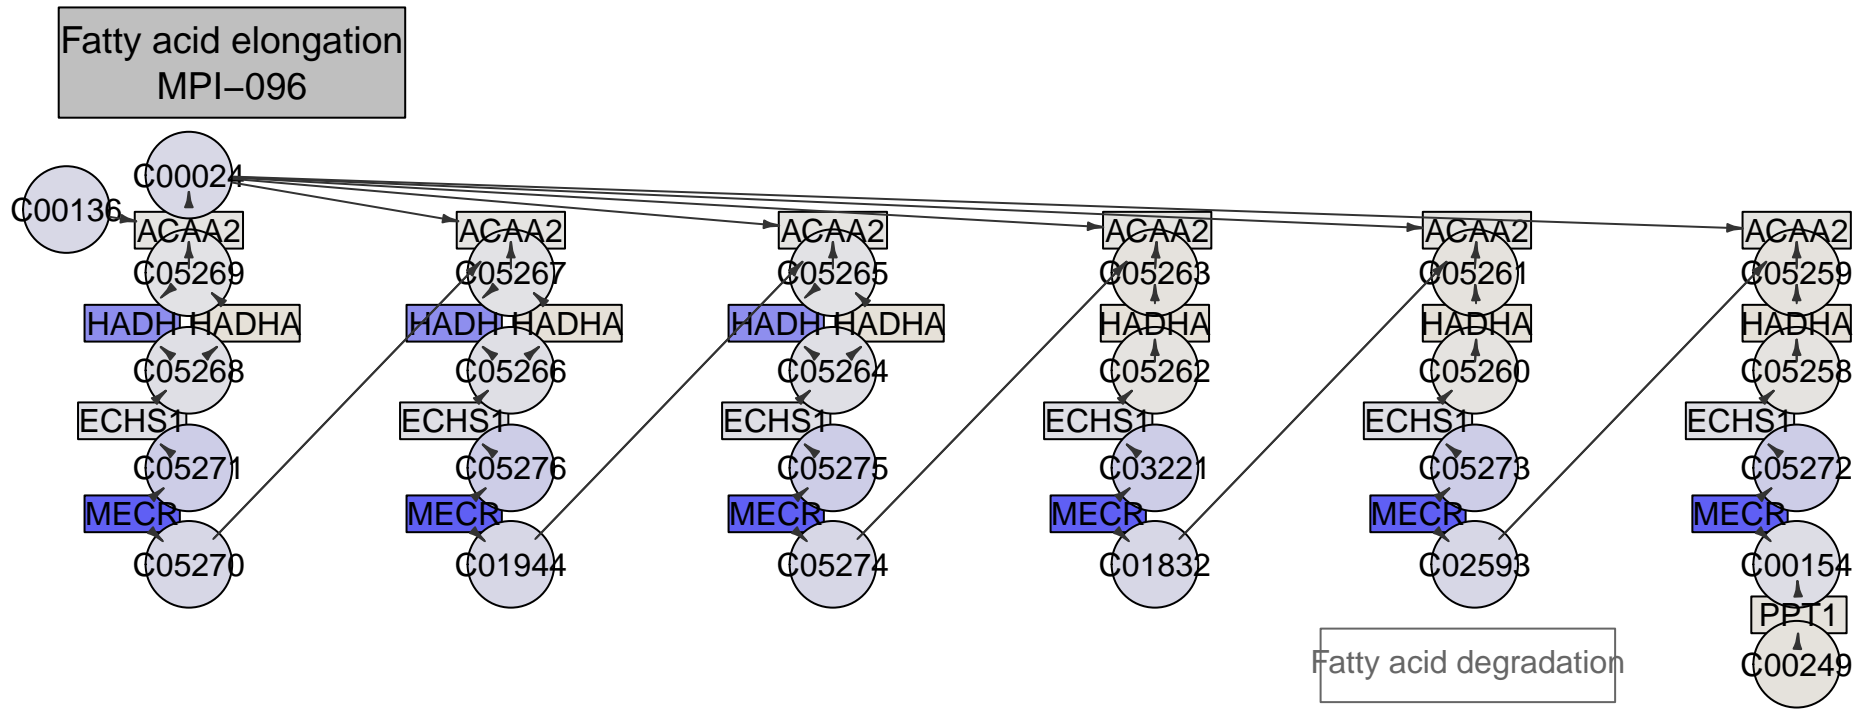 Fatty acid elongation
MPI−096
C00024
C00136
ACAA2 ACAA2 ACAA2 ACAA2 ACAA2 ACAA2
C05269 C05267 C05265 C05263 C05261 C05259
HADH HADHA HADH HADHA HADH HADHA HADHA HADHA HADHA
C05268 C05266 C05264 C05262 C05260 C05258
ECHS1 ECHS1 ECHS1 ECHS1 ECHS1 ECHS1
C05271 C05276 C05275 C03221 C05273 C05272
MECR MECR MECR MECR MECR MECR
C05270 C01944 C05274 C01832 C02593 C00154
PPT1
Fatty acid degradation C00249